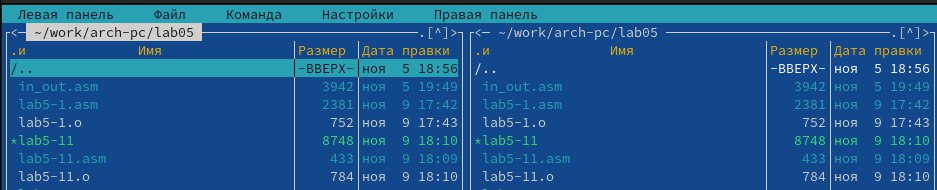 Левая панель Файл Команда Настройки Правая панель
<─ ~/work/arch-pc/lab05 .[^]> <─ ~/work/arch-pc/lab05 .[^]>
.и Имя Размер Дата правки .и Имя Размер Дата правки
/.. -ВВЕРХ- ноя 5 18:56 /.. -ВВЕРХ- ноя 5 18:56
in_out.asm 3942 ноя 5 19:49 in_out.asm 3942 ноя 5 19:49
lab5-1.asm 2381 ноя 9 17:42 lab5-1.asm 2381 ноя 9 17:42
lab5-1.o 752 ноя 9 17:43 lab5-1.o 752 ноя 9 17:43
*lab5-11 8748 ноя 9 18:10 *lab5-11 8748 ноя 9 18:10
lab5-11.asm 433 ноя 9 18:09 lab5-11.asm 433 ноя 9 18:09
lab5-11.o 784 ноя 9 18:10 lab5-11.o 784 ноя 9 18:10